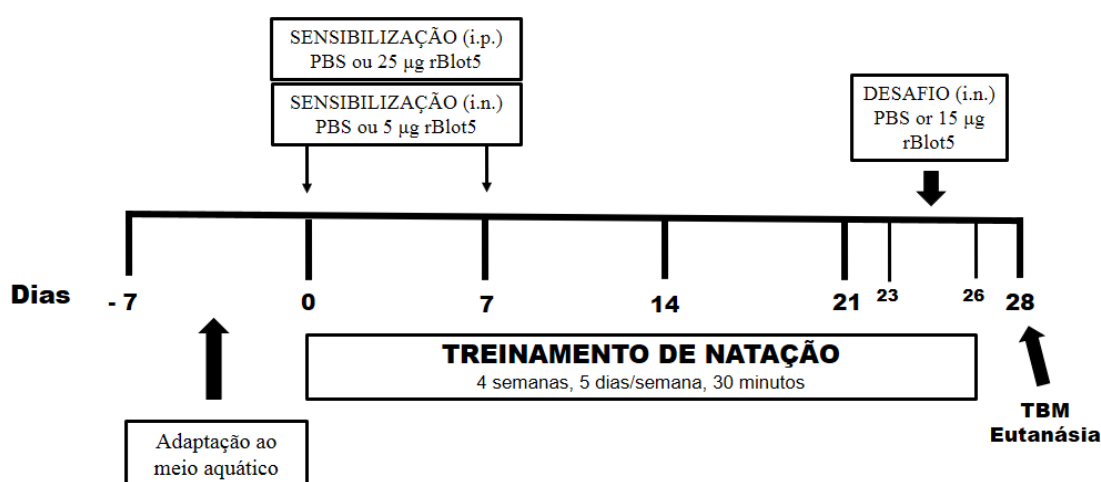 SENSIBILIZAÇÃO (i.p.)
PBS ou 25 µg rBlot5
SENSIBILIZAÇÃO (i.n.)
PBS ou 5 µg rBlot5
DESAFIO (i.n.)
PBS or 15 µg
rBlot5
Dias
- 7
0
7
14
21
23
26
28
TREINAMENTO DE NATAÇÃO
4 semanas, 5 dias/semana, 30 minutos
TBM
Eutanásia
Adaptação ao
meio aquático